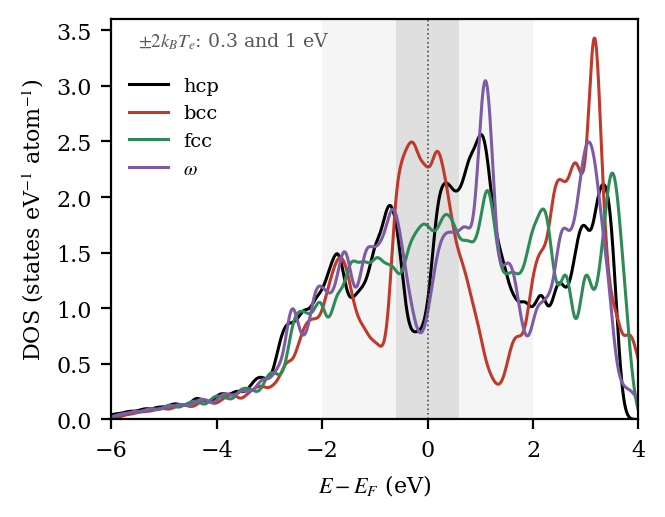 ±2k_BT_e: 0.3 and 1 eV
hcp
bcc
fcc
ω
DOS (states eV⁻¹ atom⁻¹)
3.5
3.0
2.5
2.0
1.5
1.0
0.5
0.0
−6 −4 −2 0 2 4
E − E_F (eV)